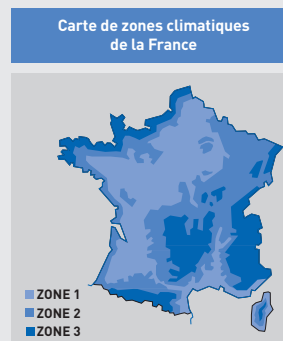 Carte de zones climatiques
de la France
ZONE 1
ZONE 2
ZONE 3